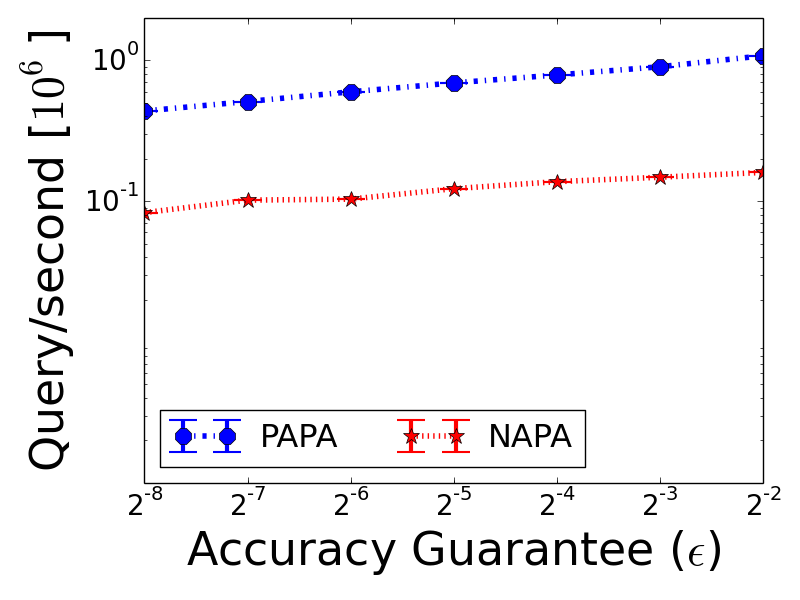 Query/second [10^6]
10^0
10^-1
2^-8 2^-7 2^-6 2^-5 2^-4 2^-3 2^-2
Accuracy Guarantee (ϵ)
PAPA NAPA